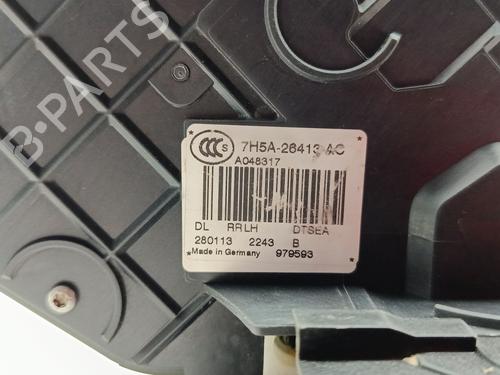 B-PARTS
CCC S
7H5A-26413-AC
A048317
DL RRLH DTSEA
280113 2243 B
Made in Germany 979593